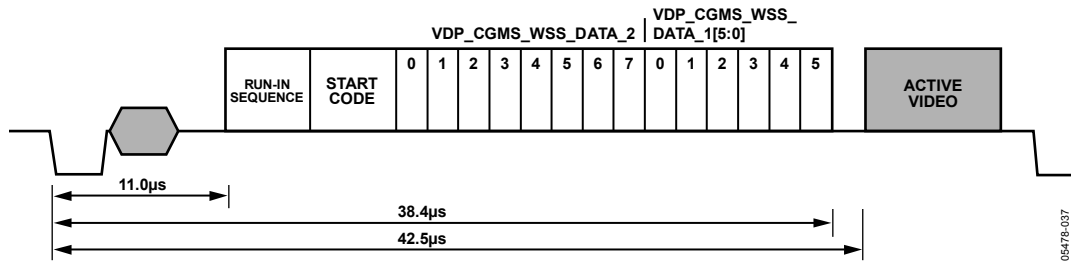 VDP_CGMS_WSS_DATA_2
VDP_CGMS_WSS_
DATA_1[5:0]
RUN-IN
SEQUENCE
START
CODE
0 1 2 3 4 5 6 7 0 1 2 3 4 5
ACTIVE
VIDEO
11.0µs
38.4µs
42.5µs
05478-037